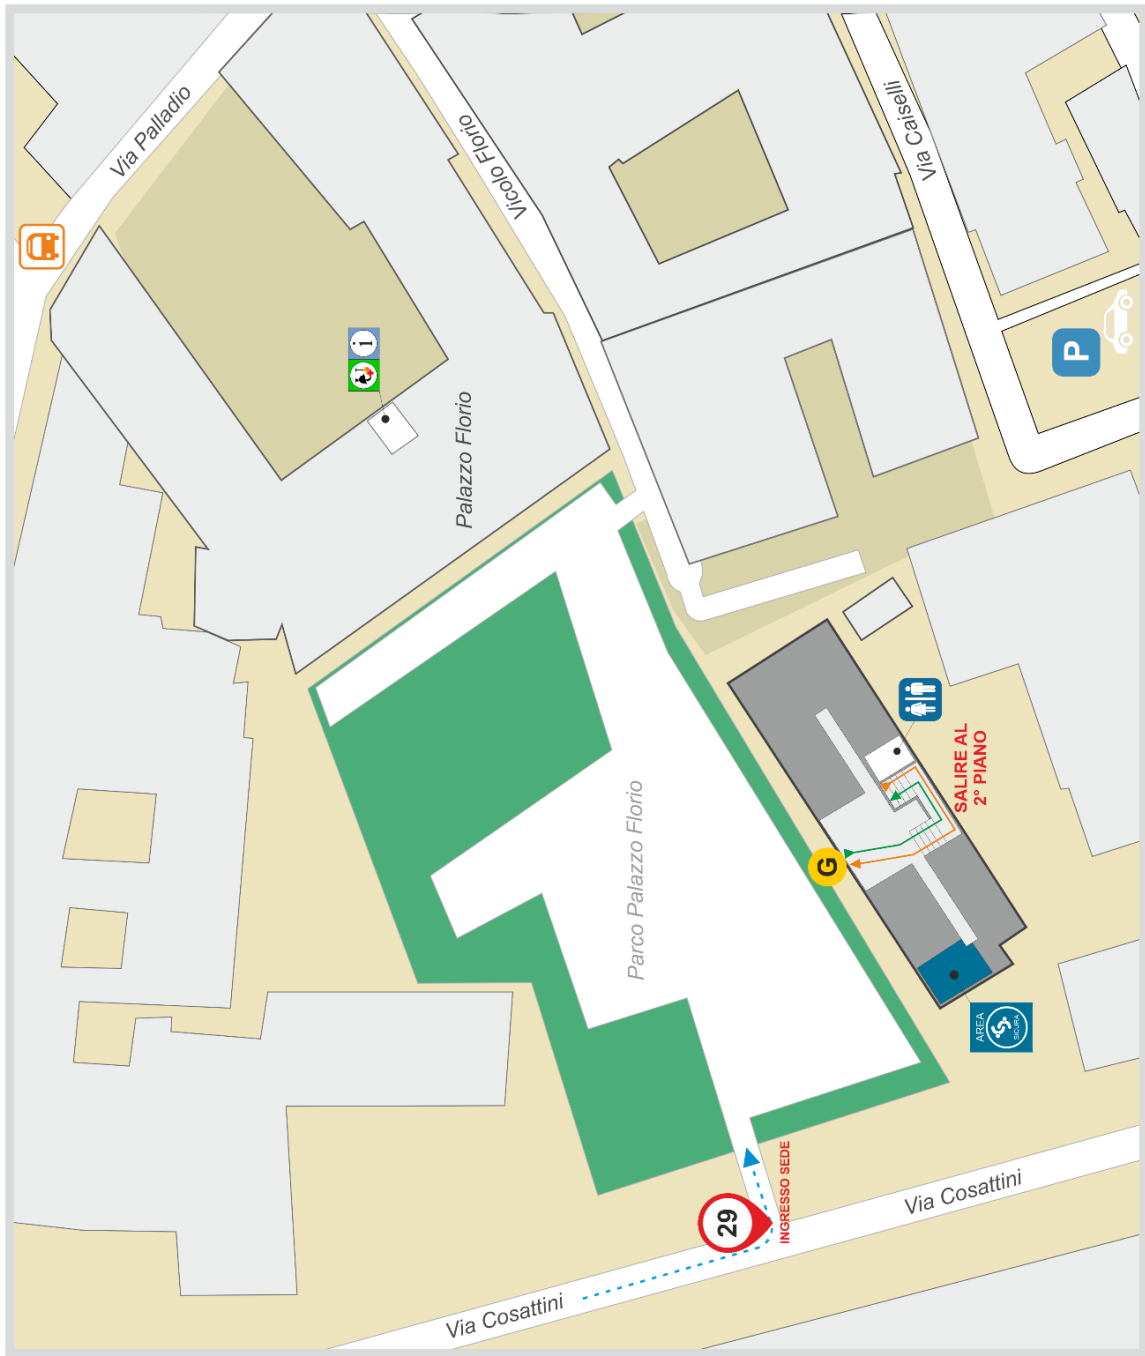 Via Palladio
Vicolo Florio
Via Caiselli
i
P
Palazzo Florio
Parco Palazzo Florio
SALIRE AL
2° PIANO
G
AREA
SICURA
29
INGRESSO SEDE
Via Cosattini
Via Cosattini